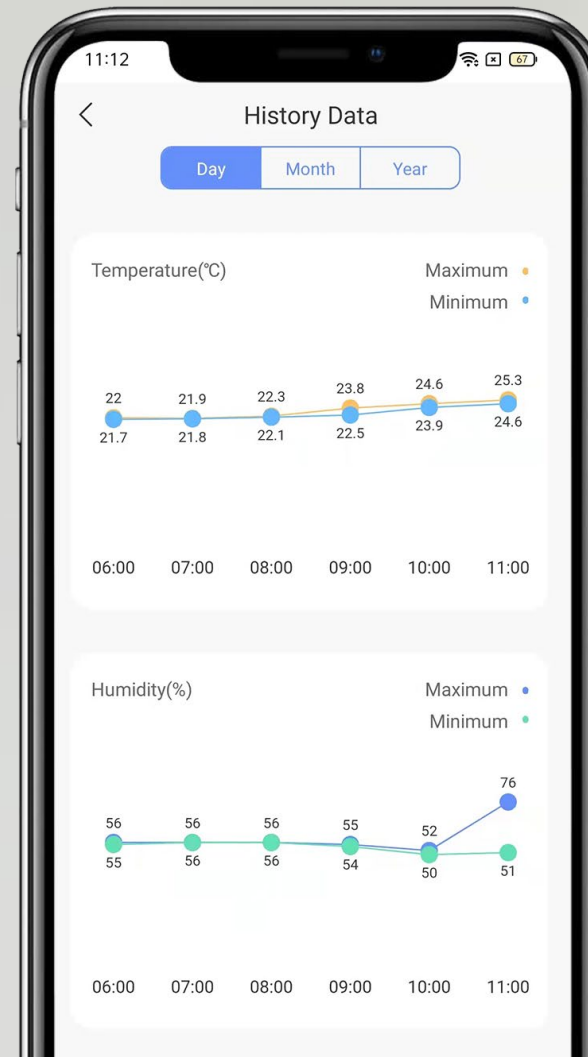 11:12
67
History Data
Day Month Year
Temperature(℃) Maximum
Minimum
22 21.9 22.3 23.8 24.6 25.3
21.7 21.8 22.1 22.5 23.9 24.6
06:00 07:00 08:00 09:00 10:00 11:00
Humidity(%) Maximum
Minimum
56 56 56 55 52 76
55 56 56 54 50 51
06:00 07:00 08:00 09:00 10:00 11:00